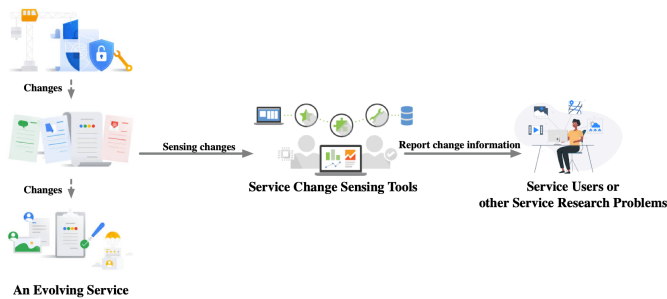 Changes
Sensing changes
Report change information
Service Change Sensing Tools
Service Users or
other Service Research Problems
Changes
An Evolving Service